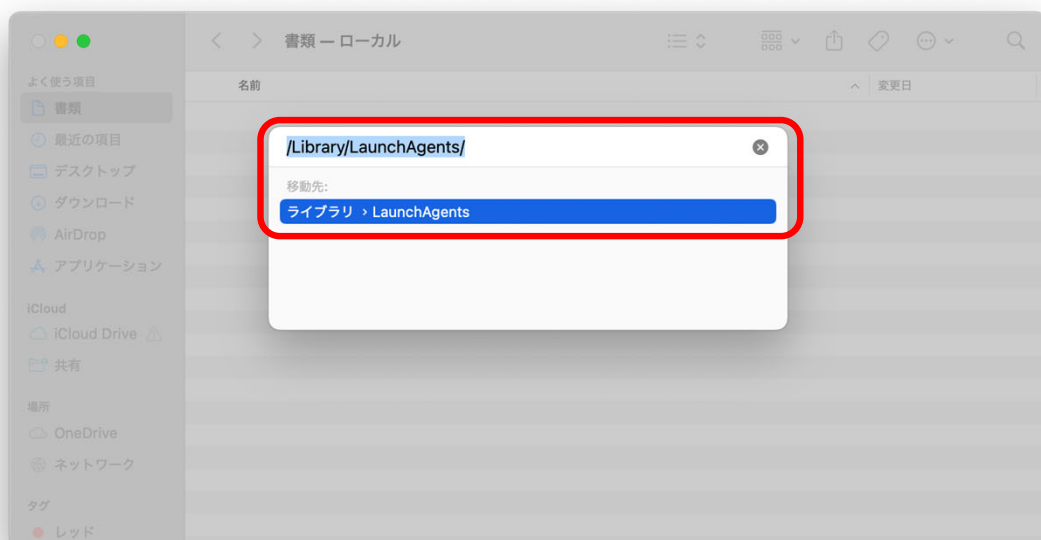 書類 — ローカル
よく使う項目
書類
最近の項目
デスクトップ
ダウンロード
AirDrop
アプリケーション
iCloud
iCloud Drive
共有
場所
OneDrive
ネットワーク
タグ
レッド
名前
変更日
/Library/LaunchAgents/
移動先:
ライブラリ › LaunchAgents